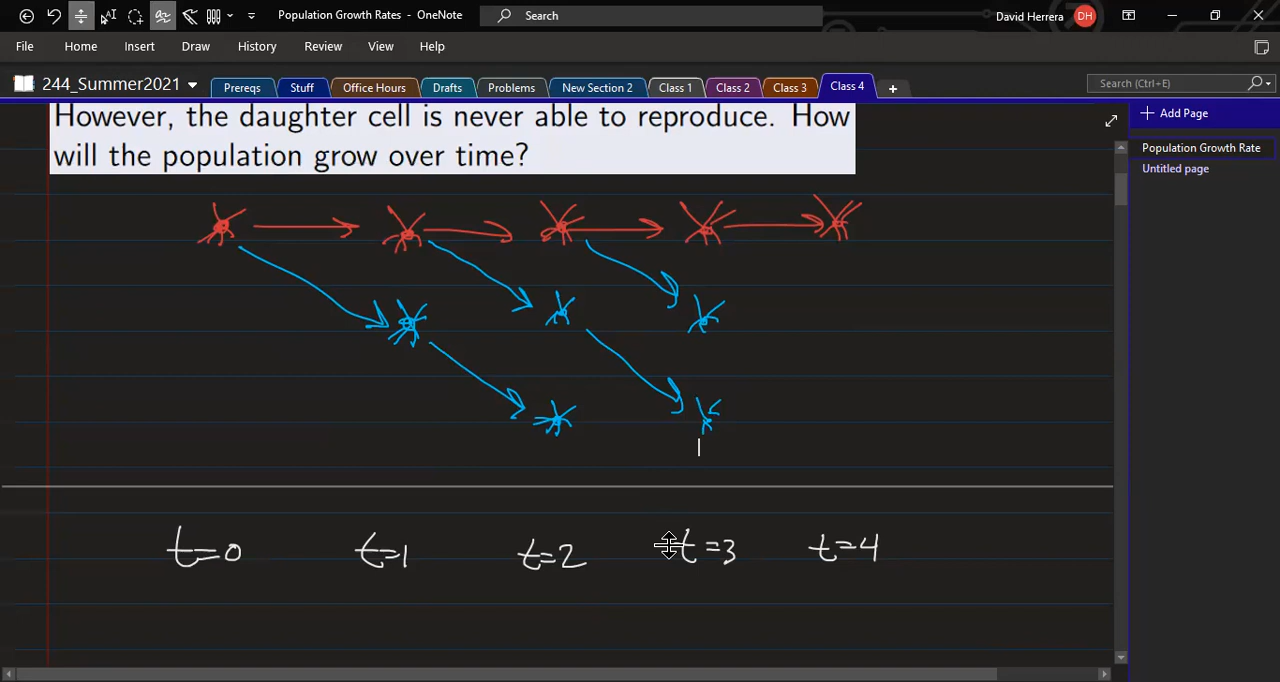 Population Growth Rates - OneNote
Search
David Herrera DH
File Home Insert Draw History Review View Help
244_Summer2021 Prereqs Stuff Office Hours Drafts Problems New Section 2 Class 1 Class 2 Class 3 Class 4 + Search (Ctrl+E)
+ Add Page
Population Growth Rate
Untitled page
However, the daughter cell is never able to reproduce. How
will the population grow over time?
t=0 t=1 t=2 t=3 t=4